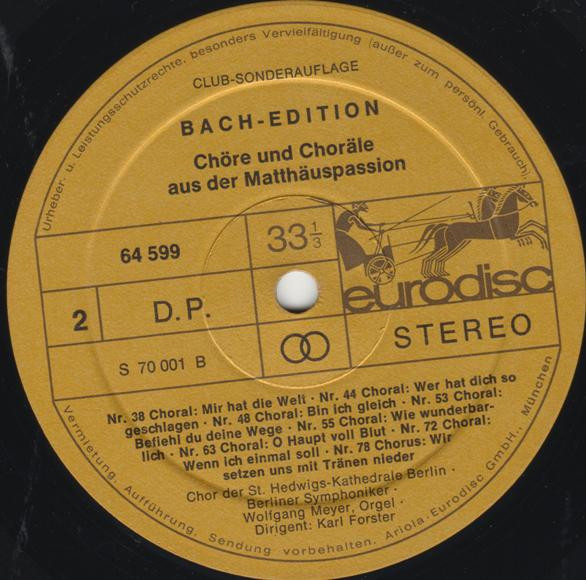 Urheber- u. Leistungsschutzrechte, besonders Vervielfältigung (außer zum persönl. Gebrauch),
CLUB-SONDERAUFLAGE
BACH-EDITION
Chöre und Choräle
aus der Matthäuspassion
64 599
33 1/3
eurodisc
2
D.P.
STEREO
S 70 001 B
Nr. 38 Choral: Mir hat die Welt · Nr. 44 Choral: Wer hat dich so
geschlagen · Nr. 48 Choral: Bin ich gleich · Nr. 53 Choral:
Befiehl du deine Wege · Nr. 55 Choral: Wie wunderbar-
lich · Nr. 63 Choral: O Haupt voll Blut · Nr. 72 Choral:
Wenn ich einmal soll · Nr. 78 Chorus: Wir
setzen uns mit Tränen nieder
Chor der St. Hedwigs-Kathedrale Berlin ·
Berliner Symphoniker ·
Wolfgang Meyer, Orgel ·
Dirigent: Karl Forster
Vermietung, Aufführung, Sendung vorbehalten. Ariola-Eurodisc GmbH., München